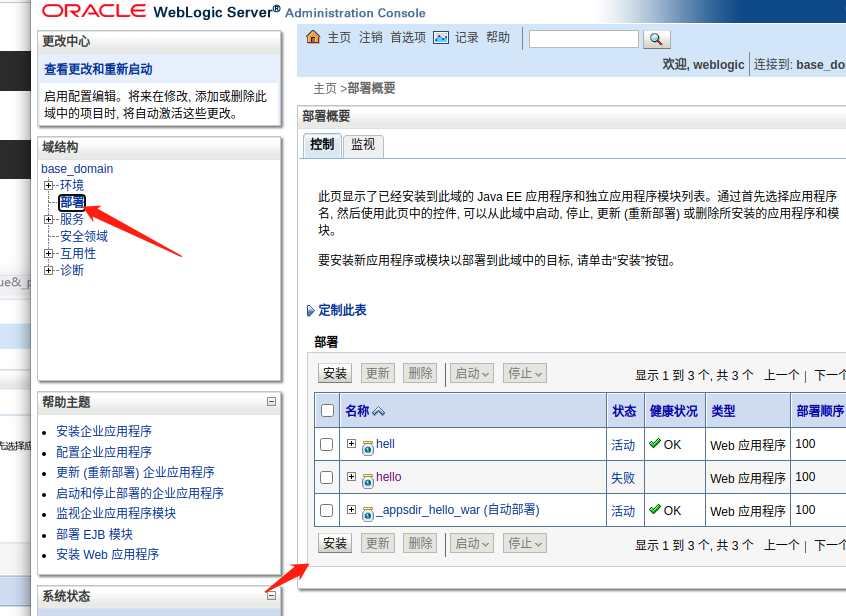 ORACLE WebLogic Server® Administration Console
更改中心
查看更改和重新启动
启用配置编辑。将来在修改, 添加或删除此
域中的项目时, 将自动激活这些更改。
域结构
base_domain
环境
部署
服务
安全领域
互用性
诊断
帮助主题
安装企业应用程序
配置企业应用程序
更新 (重新部署) 企业应用程序
启动和停止部署的企业应用程序
监视企业应用程序模块
部署 EJB 模块
安装 Web 应用程序
系统状态
主页 注销 首选项 记录 帮助
欢迎, weblogic 连接到: base_do
主页 >部署概要
部署概要
控制 监视
此页显示了已经安装到此域的 Java EE 应用程序和独立应用程序模块列表。通过首先选择应用程序
名, 然后使用此页中的控件, 可以从此域中启动, 停止, 更新 (重新部署) 或删除所安装的应用程序和模
块。
要安装新应用程序或模块以部署到此域中的目标, 请单击“安装”按钮。
定制此表
部署
安装 更新 删除 启动 停止 显示 1 到 3 个, 共 3 个 上一个 | 下一个
名称 状态 健康状况 类型 部署顺序
hell 活动 OK Web 应用程序 100
hello 失败 Web 应用程序 100
_appsdir_hello_war (自动部署) 活动 OK Web 应用程序 100
安装 更新 删除 启动 停止 显示 1 到 3 个, 共 3 个 上一个 | 下一个
ue&_p
先选择应